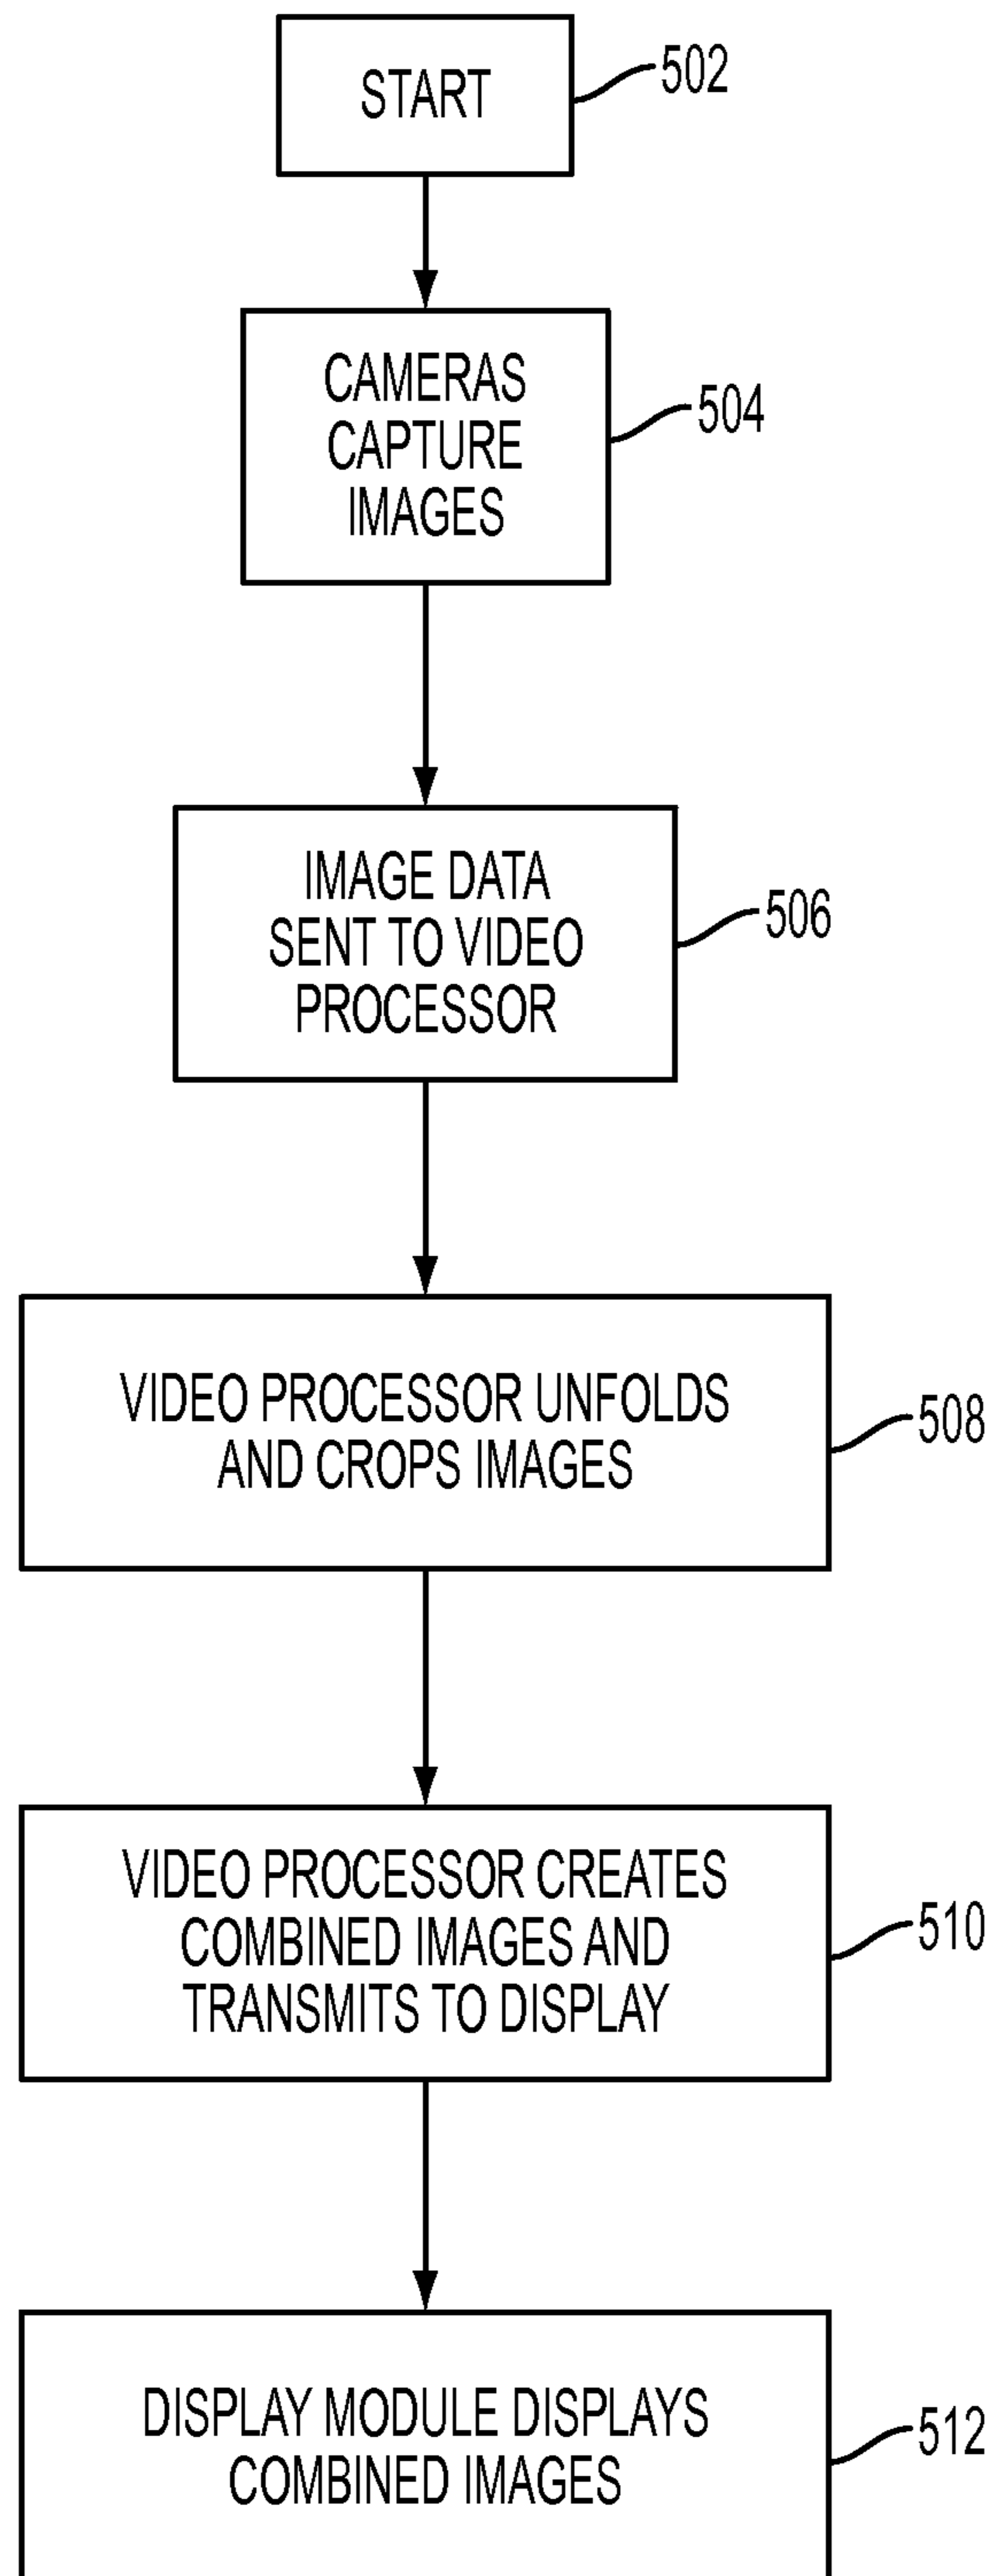 START
502
CAMERAS
CAPTURE
IMAGES
504
IMAGE DATA
SENT TO VIDEO
PROCESSOR
506
VIDEO PROCESSOR UNFOLDS
AND CROPS IMAGES
508
VIDEO PROCESSOR CREATES
COMBINED IMAGES AND
TRANSMITS TO DISPLAY
510
DISPLAY MODULE DISPLAYS
COMBINED IMAGES
512